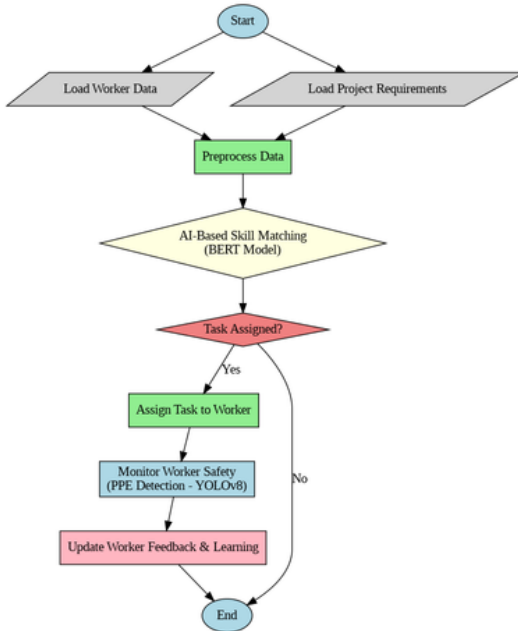 Start
Load Worker Data
Load Project Requirements
Preprocess Data
AI-Based Skill Matching
(BERT Model)
Task Assigned?
Yes
Assign Task to Worker
Monitor Worker Safety
(PPE Detection - YOLOv8)
No
Update Worker Feedback & Learning
End